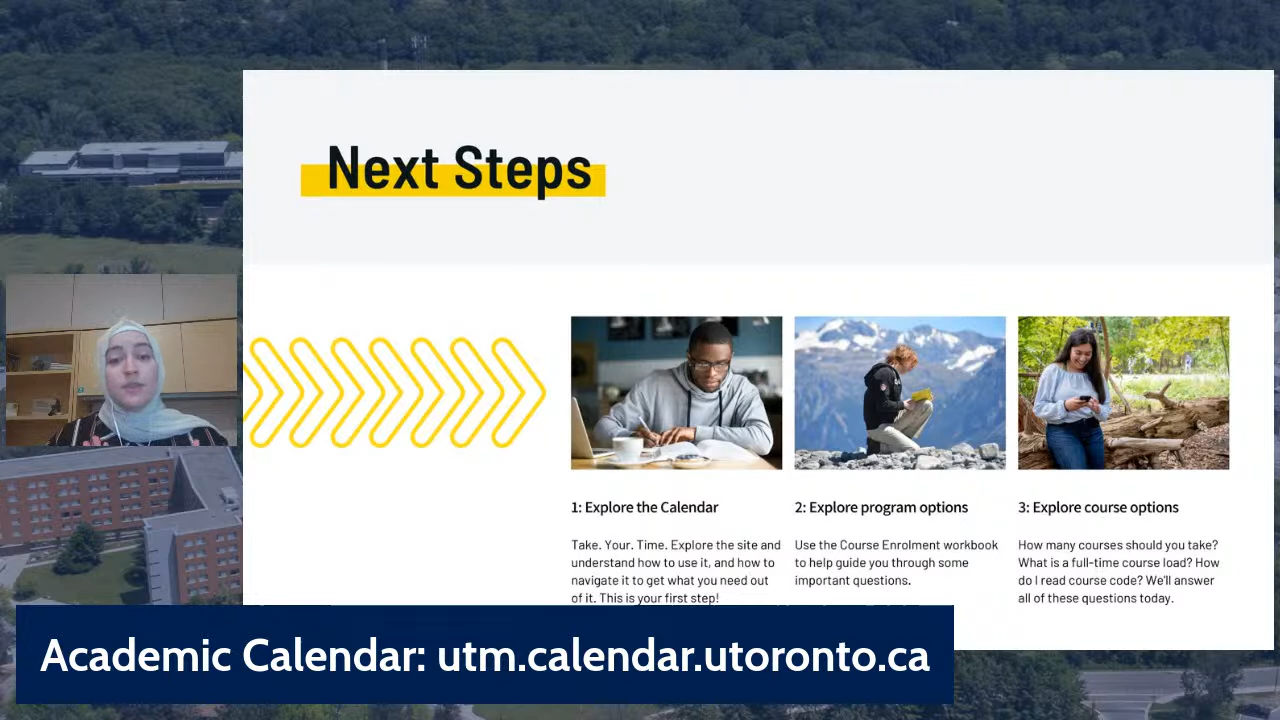 Next Steps
1: Explore the Calendar
Take. Your. Time. Explore the site and
understand how to use it, and how to
navigate it to get what you need out
of it. This is your first step!
2: Explore program options
Use the Course Enrolment workbook
to help guide you through some
important questions.
3: Explore course options
How many courses should you take?
What is a full-time course load? How
do I read course code? We'll answer
all of these questions today.
Academic Calendar: utm.calendar.utoronto.ca